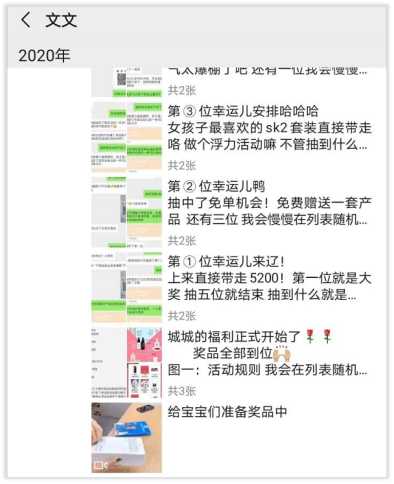 文文
2020年
气太爆棚了吧 还有一位我会慢慢...
共2张
第 ③ 位幸运儿安排哈哈哈
女孩子最喜欢的 sk2 套装直接带走
咯 做个浮力活动嘛 不管抽到什么...
共2张
第 ② 位幸运儿鸭
抽中了免单机会！免费赠送一套产
品 还有三位 我会慢慢在列表随机...
共2张
第 ① 位幸运儿来辽！
上来直接带走 5200！第一位就是大
奖 抽五位就结束 抽到什么就是...
共2张
城城的福利正式开始了🌹🌹
奖品全部到位🙌🏻
图一：活动规则 我会在列表随机...
共3张
给宝宝们准备奖品中